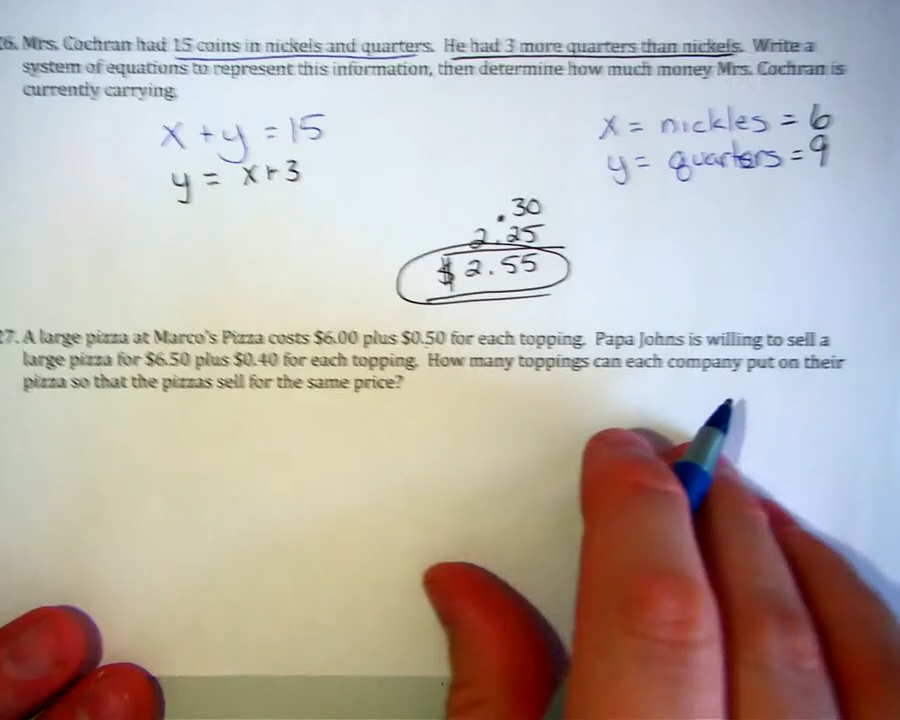 26. Mrs. Cochran had 15 coins in nickels and quarters. He had 3 more quarters than nickels. Write a
system of equations to represent this information, then determine how much money Mrs. Cochran is
currently carrying.
x + y = 15
y = x + 3
x = nickles = 6
y = quarters = 9
.30
2.25
$2.55
27. A large pizza at Marco's Pizza costs $6.00 plus $0.50 for each topping. Papa Johns is willing to sell a
large pizza for $6.50 plus $0.40 for each topping. How many toppings can each company put on their
pizza so that the pizzas sell for the same price?